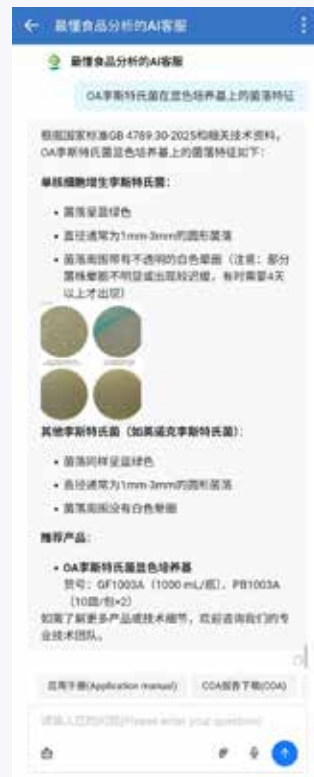 最懂食品分析的AI客服
最懂食品分析的AI客服
OA李斯特氏菌在显色培养基上的菌落特征
根据国家标准GB 4789.30-2025和相关技术资料，
OA李斯特氏菌显色培养基上的菌落特征如下：
单核细胞增生李斯特氏菌：
• 菌落呈蓝绿色
• 直径通常为1mm-3mm的圆形菌落
• 菌落周围带有不透明的白色晕圈（注意：部分
菌株晕圈不明显或出现较迟缓，有时需要4天
以上才出现）
其他李斯特氏菌（如英诺克李斯特氏菌）：
• 菌落同样呈蓝绿色
• 直径通常为1mm-3mm的圆形菌落
• 菌落周围没有白色晕圈
推荐产品：
• OA李斯特氏菌显色培养基
货号：GF1003A（1000 mL/瓶），PB1003A
（10皿/包×2）
如需了解更多产品或技术细节，欢迎咨询我们的专
业技术团队。
应用手册(Application manual)
COA报告下载(COA)
请输入您的问题(Please enter your question)